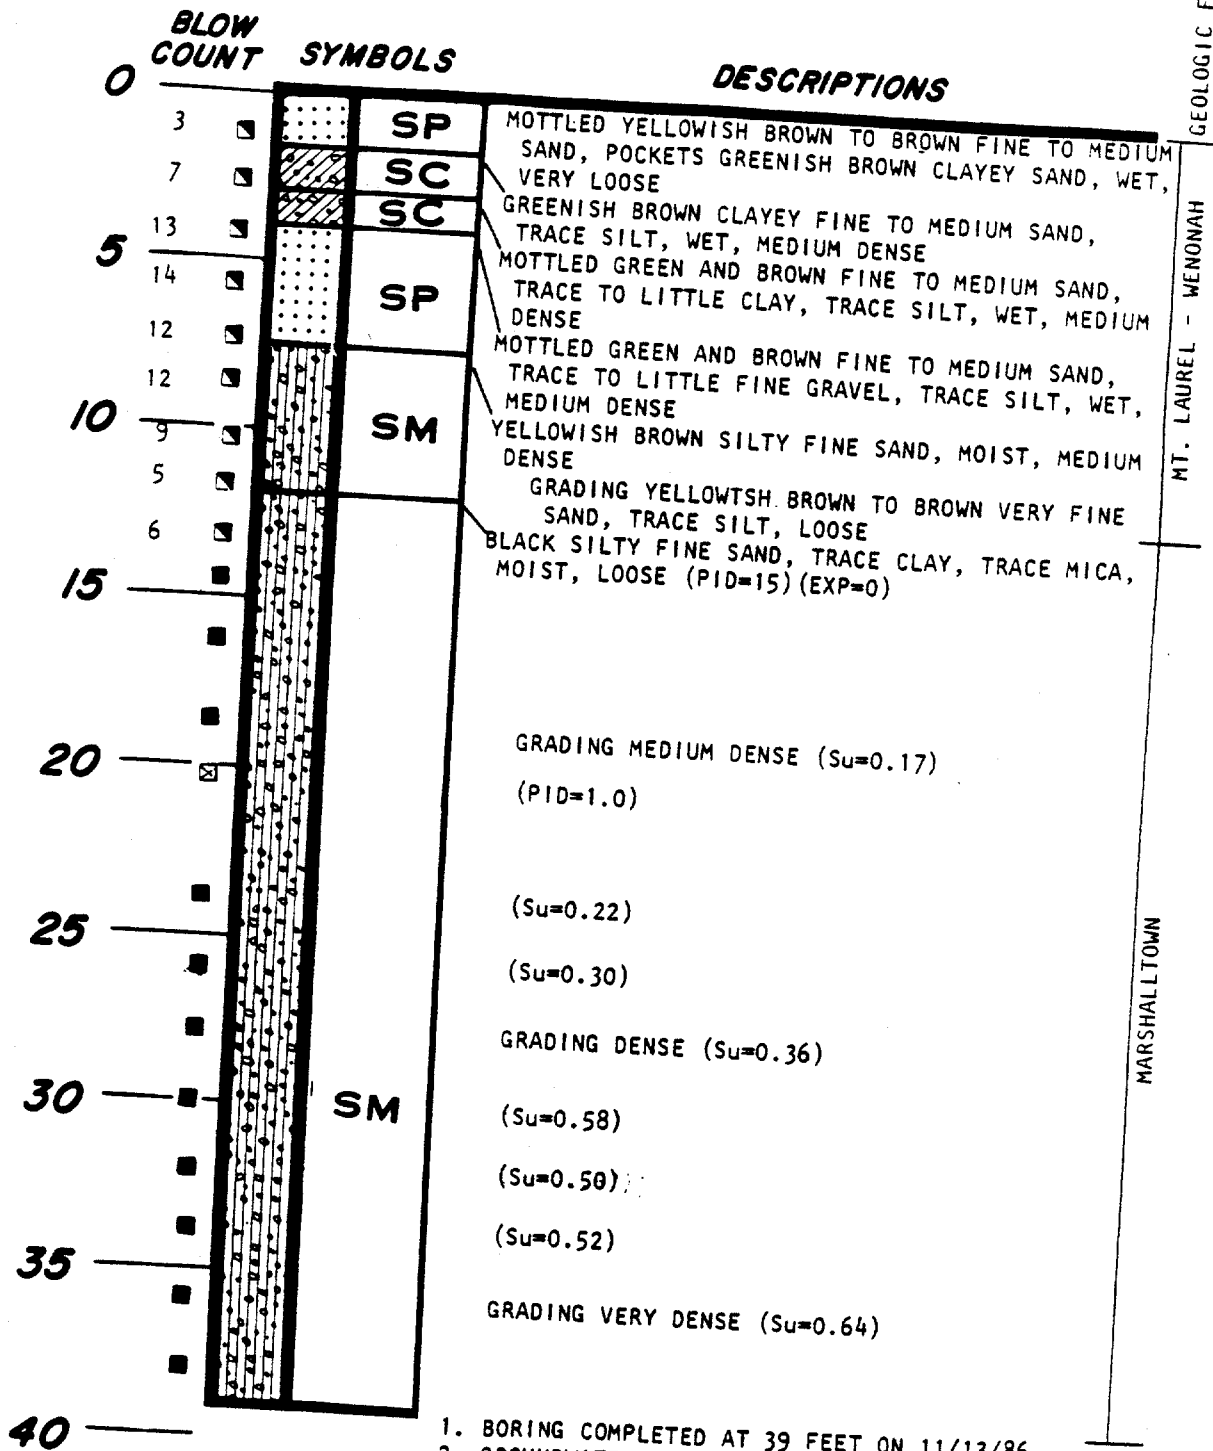 BLOW
COUNT SYMBOLS DESCRIPTIONS
GEOLOGIC
0
3 SP MOTTLED YELLOWISH BROWN TO BROWN FINE TO MEDIUM
SAND, POCKETS GREENISH BROWN CLAYEY SAND, WET,
7 SC VERY LOOSE
SC GREENISH BROWN CLAYEY FINE TO MEDIUM SAND,
13 TRACE SILT, WET, MEDIUM DENSE
5 MOTTLED GREEN AND BROWN FINE TO MEDIUM SAND,
14 SP TRACE TO LITTLE CLAY, TRACE SILT, WET, MEDIUM
12 DENSE
MOTTLED GREEN AND BROWN FINE TO MEDIUM SAND,
12 TRACE TO LITTLE FINE GRAVEL, TRACE SILT, WET,
10 SM MEDIUM DENSE
9 YELLOWISH BROWN SILTY FINE SAND, MOIST, MEDIUM
5 DENSE
GRADING YELLOWTSH BROWN TO BROWN VERY FINE
6 SAND, TRACE SILT, LOOSE
BLACK SILTY FINE SAND, TRACE CLAY, TRACE MICA,
15 MOIST, LOOSE (PID=15)(EXP=0)
MT. LAUREL - WENONAH
20 GRADING MEDIUM DENSE (Su=0.17)
(PID=1.0)
(Su=0.22)
25
(Su=0.30)
GRADING DENSE (Su=0.36)
MARSHALLTOWN
30 SM (Su=0.58)
(Su=0.50)
(Su=0.52)
35
GRADING VERY DENSE (Su=0.64)
40 1. BORING COMPLETED AT 39 FEET ON 11/13/86